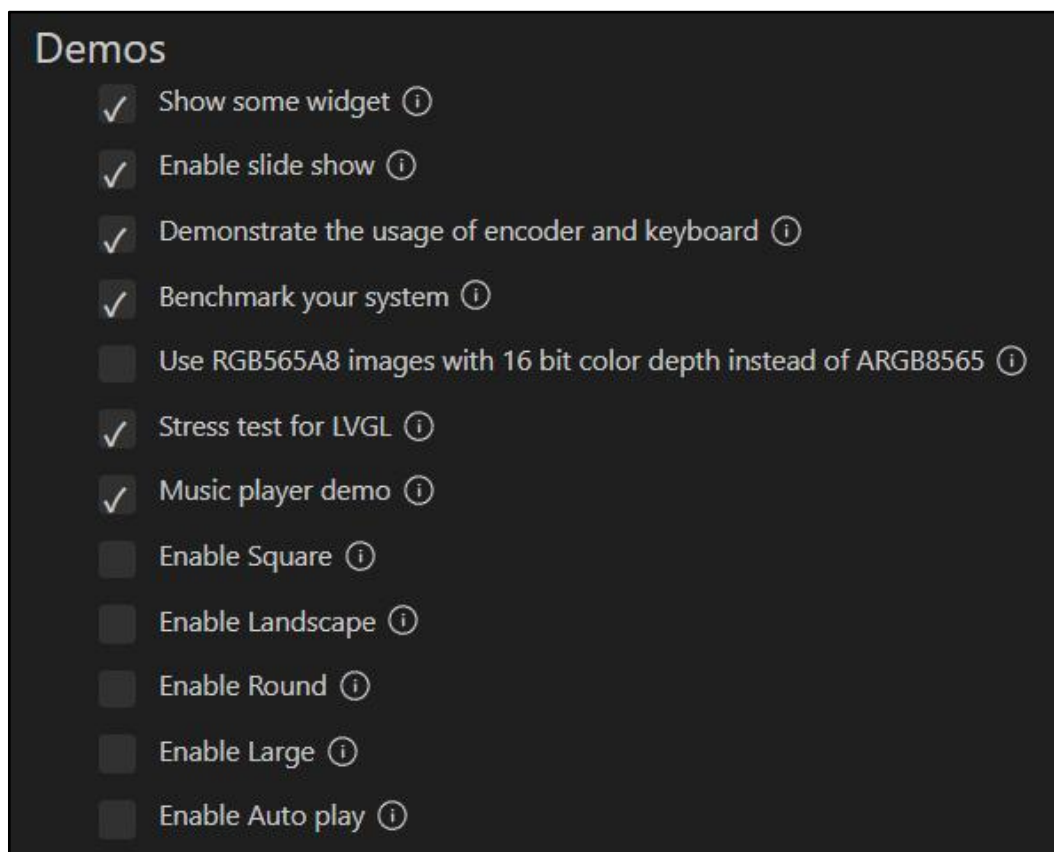 Demos
Show some widget
Enable slide show
Demonstrate the usage of encoder and keyboard
Benchmark your system
Use RGB565A8 images with 16 bit color depth instead of ARGB8565
Stress test for LVGL
Music player demo
Enable Square
Enable Landscape
Enable Round
Enable Large
Enable Auto play